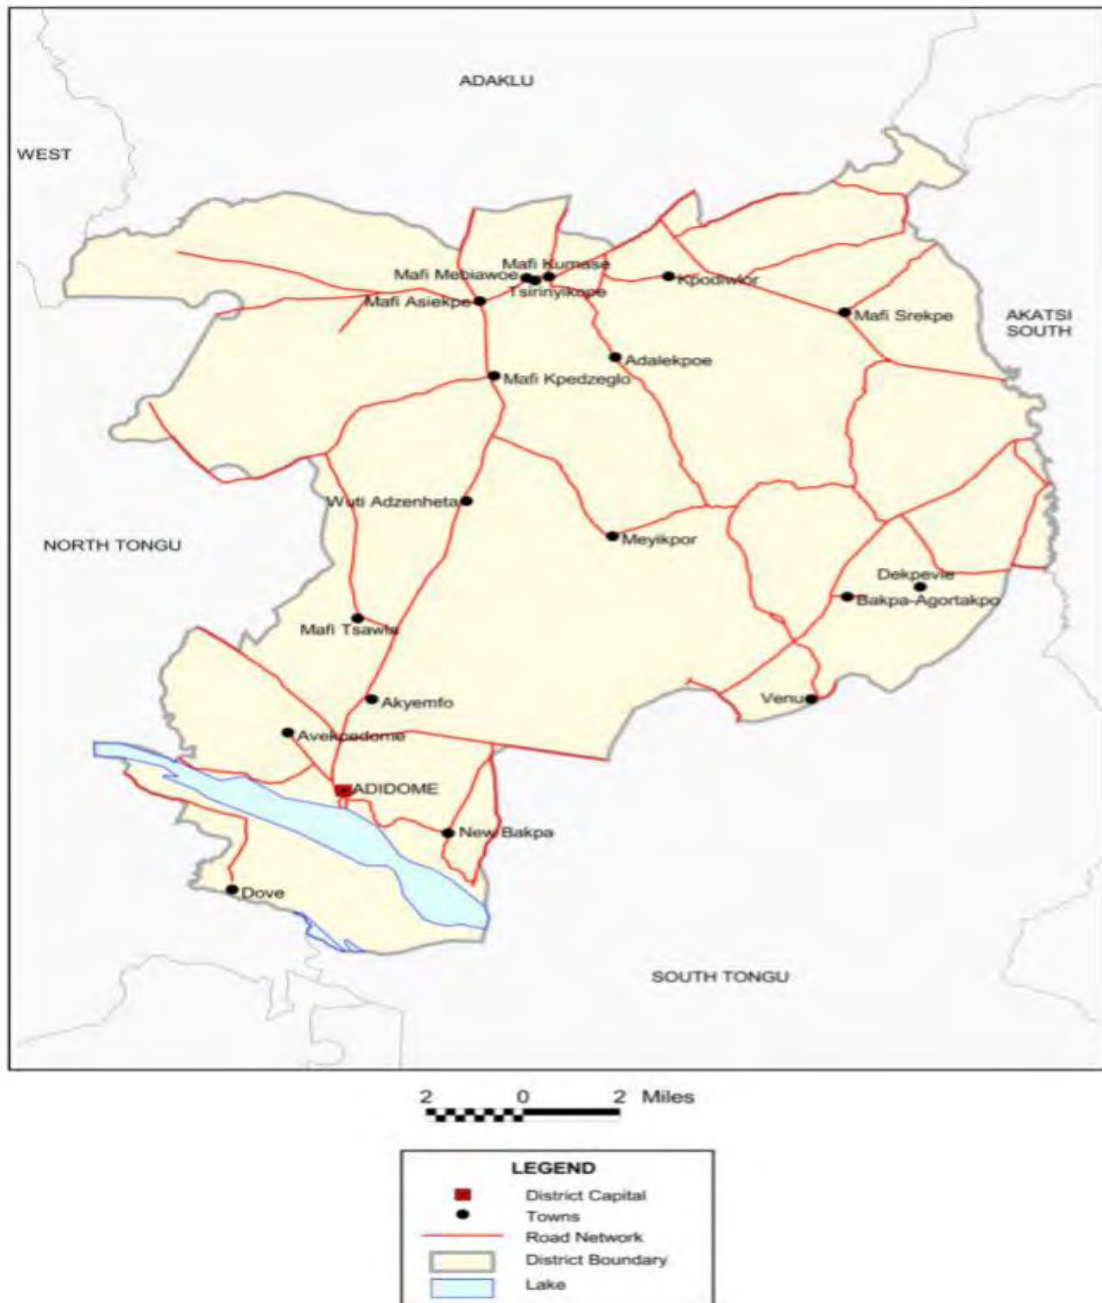 ADAKLU
WEST
Mafi Kumase
Mafi Mebiawoe
Tsirinyikope
Kpodiwlor
Mafi Asiekpe
Mafi Srekpe
AKATSI
SOUTH
Adalekpoe
Mafi Kpedzeglo
Wuti Adzenheta
Meyikpor
NORTH TONGU
Dekpevie
Bakpa-Agortakpo
Mafi Tsawla
Akyemfo
Venu
Avekpedome
ADIDOME
New Bakpa
Dove
SOUTH TONGU
2 0 2 Miles
LEGEND
District Capital
Towns
Road Network
District Boundary
Lake